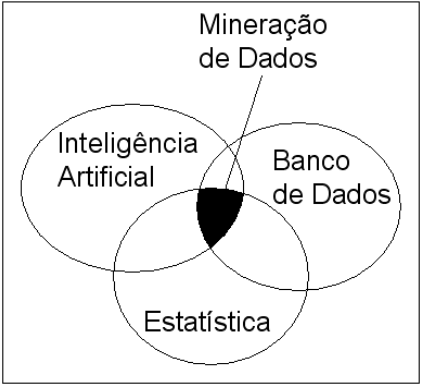 Mineração
de Dados
Inteligência
Artificial
Banco
de Dados
Estatística